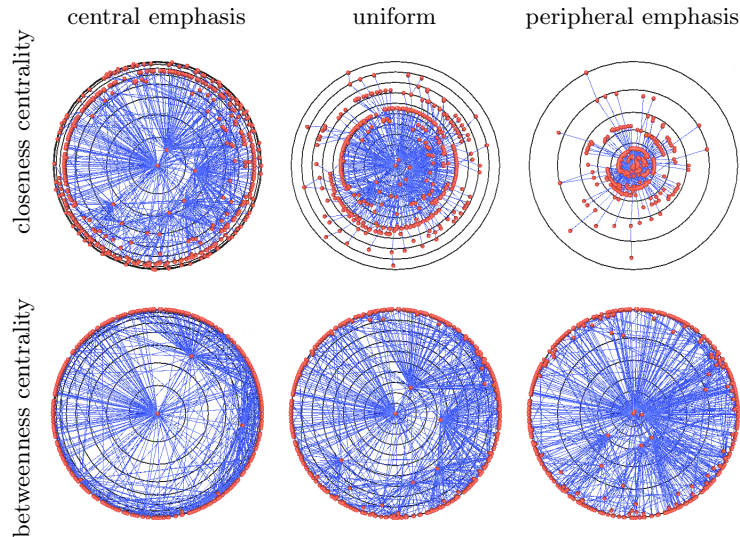 central emphasis
uniform
peripheral emphasis
closeness centrality
betweenness centrality